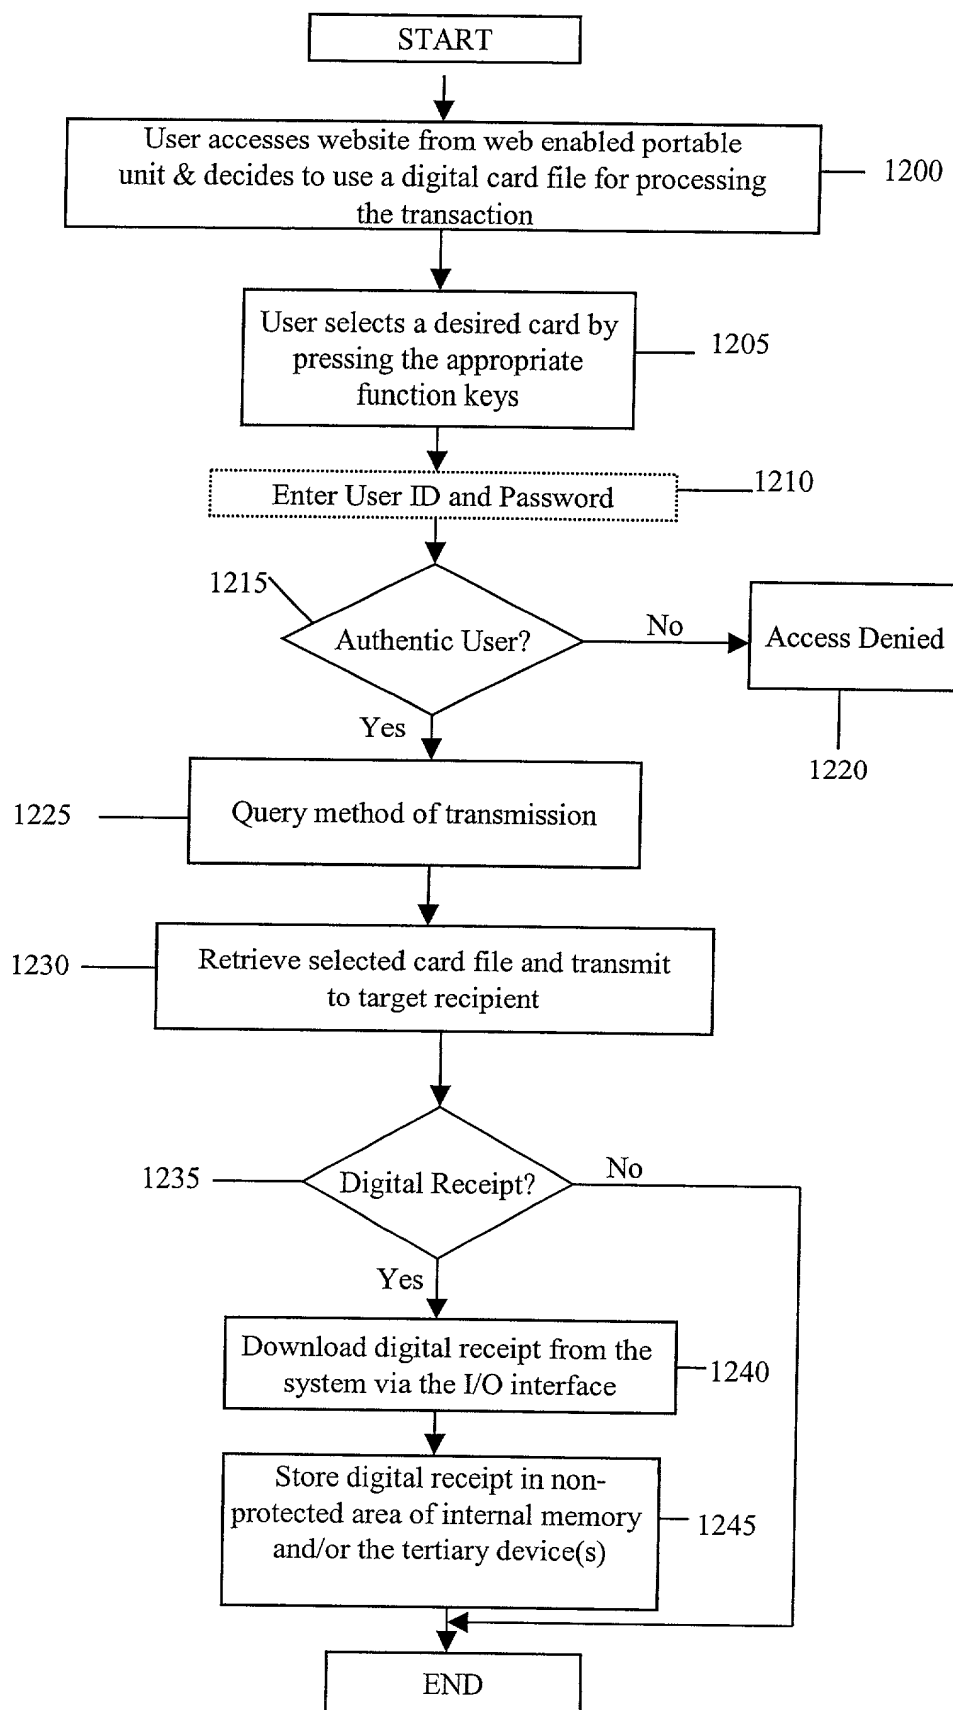 START
User accesses website from web enabled portable
unit & decides to use a digital card file for processing
the transaction
1200
User selects a desired card by
pressing the appropriate
function keys
1205
Enter User ID and Password
1210
1215
Authentic User?
No
Access Denied
Yes
1220
1225
Query method of transmission
1230
Retrieve selected card file and transmit
to target recipient
1235
Digital Receipt?
No
Yes
Download digital receipt from the
system via the I/O interface
1240
Store digital receipt in non-
protected area of internal memory
and/or the tertiary device(s)
1245
END